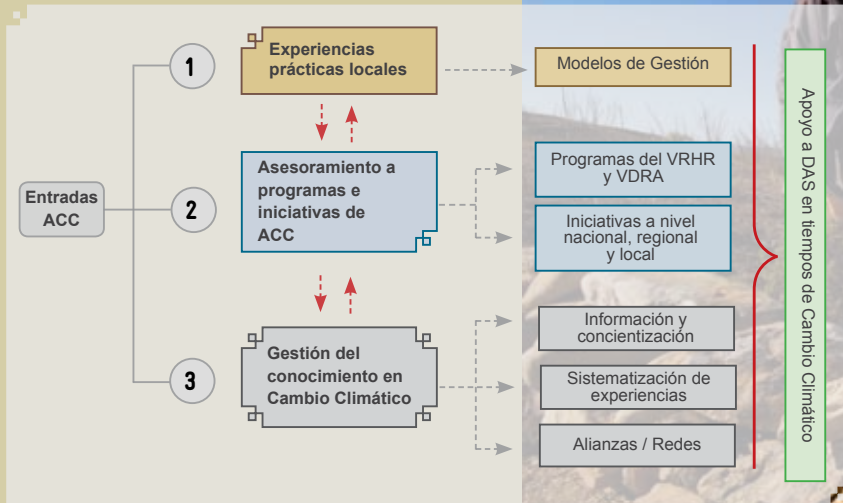 Entradas
ACC
1
Experiencias
prácticas locales
Modelos de Gestión
2
Asesoramiento a
programas e
iniciativas de
ACC
Programas del VRHR
y VDRA
Iniciativas a nivel
nacional, regional
y local
3
Gestión del
conocimiento en
Cambio Climático
Información y
concientización
Sistematización de
experiencias
Alianzas / Redes
Apoyo a DAS en tiempos de Cambio Climático